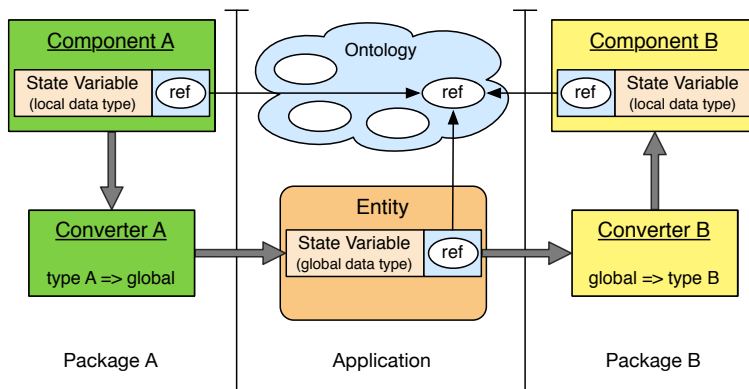 Component A
State Variable
(local data type)
ref
Ontology
ref
Component B
ref
State Variable
(local data type)
Converter A
type A => global
Entity
State Variable
(global data type)
ref
Converter B
global => type B
Package A
Application
Package B